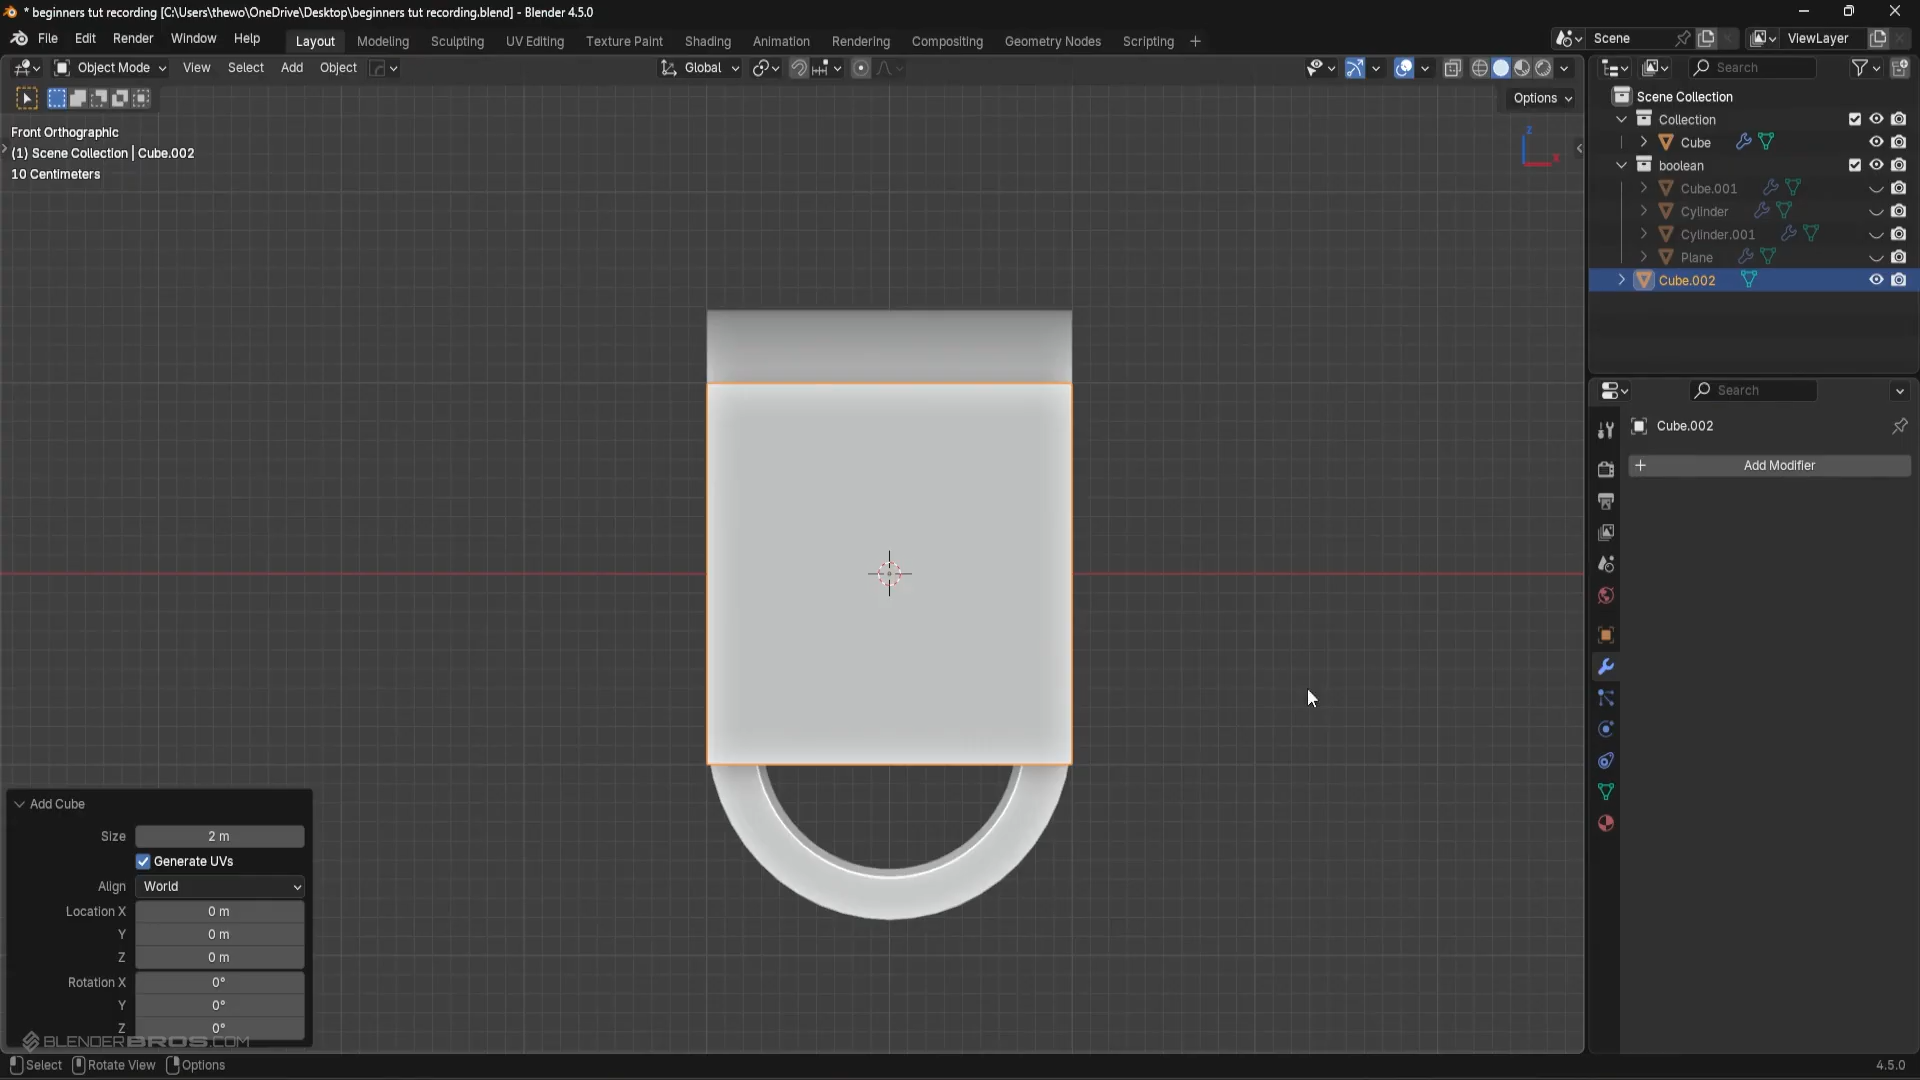 * beginners tut recording [C:\Users\thewo\OneDrive\Desktop\beginners tut recording.blend] - Blender 4.5.0
File Edit Render Window Help Layout Modeling Sculpting UV Editing Texture Paint Shading Animation Rendering Compositing Geometry Nodes Scripting + Scene ViewLayer
Object Mode View Select Add Object Global Search
Options
Front Orthographic
(1) Scene Collection | Cube.002
10 Centimeters
Z
X
Scene Collection
Collection
Cube
boolean
Cube.001
Cylinder
Cylinder.001
Plane
Cube.002
Search
Cube.002
+ Add Modifier
Add Cube
Size 2 m
Generate UVs
Align World
Location X 0 m
Y 0 m
Z 0 m
Rotation X 0°
Y 0°
Z 0°
BLENDERBROS.COM
Select Rotate View Options 4.5.0